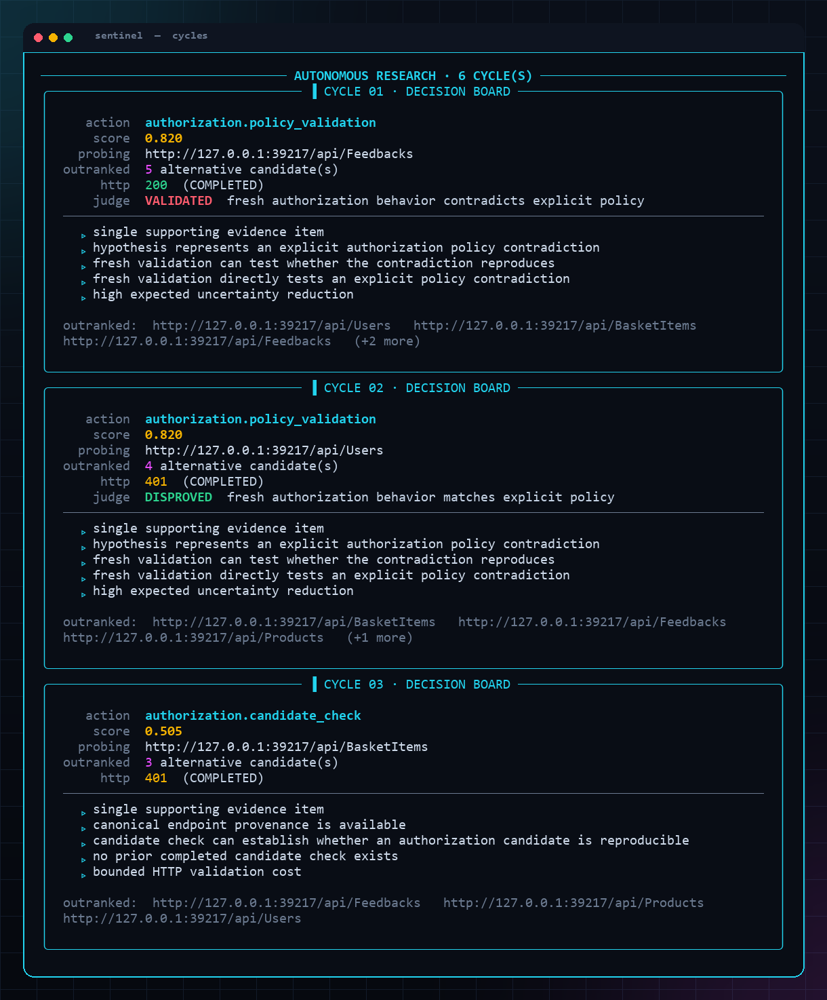 sentinel — cycles
AUTONOMOUS RESEARCH · 6 CYCLE(S)
CYCLE 01 · DECISION BOARD
action authorization.policy_validation
score 0.820
probing http://127.0.0.1:39217/api/Feedbacks
outranked 5 alternative candidate(s)
http 200 (COMPLETED)
judge VALIDATED fresh authorization behavior contradicts explicit policy
▹ single supporting evidence item
▹ hypothesis represents an explicit authorization policy contradiction
▹ fresh validation can test whether the contradiction reproduces
▹ fresh validation directly tests an explicit policy contradiction
▹ high expected uncertainty reduction
outranked: http://127.0.0.1:39217/api/Users http://127.0.0.1:39217/api/BasketItems
http://127.0.0.1:39217/api/Feedbacks (+2 more)
CYCLE 02 · DECISION BOARD
action authorization.policy_validation
score 0.820
probing http://127.0.0.1:39217/api/Users
outranked 4 alternative candidate(s)
http 401 (COMPLETED)
judge DISPROVED fresh authorization behavior matches explicit policy
▹ single supporting evidence item
▹ hypothesis represents an explicit authorization policy contradiction
▹ fresh validation can test whether the contradiction reproduces
▹ fresh validation directly tests an explicit policy contradiction
▹ high expected uncertainty reduction
outranked: http://127.0.0.1:39217/api/BasketItems http://127.0.0.1:39217/api/Feedbacks
http://127.0.0.1:39217/api/Products (+1 more)
CYCLE 03 · DECISION BOARD
action authorization.candidate_check
score 0.505
probing http://127.0.0.1:39217/api/BasketItems
outranked 3 alternative candidate(s)
http 401 (COMPLETED)
▹ single supporting evidence item
▹ canonical endpoint provenance is available
▹ candidate check can establish whether an authorization candidate is reproducible
▹ no prior completed candidate check exists
▹ bounded HTTP validation cost
outranked: http://127.0.0.1:39217/api/Feedbacks http://127.0.0.1:39217/api/Products
http://127.0.0.1:39217/api/Users